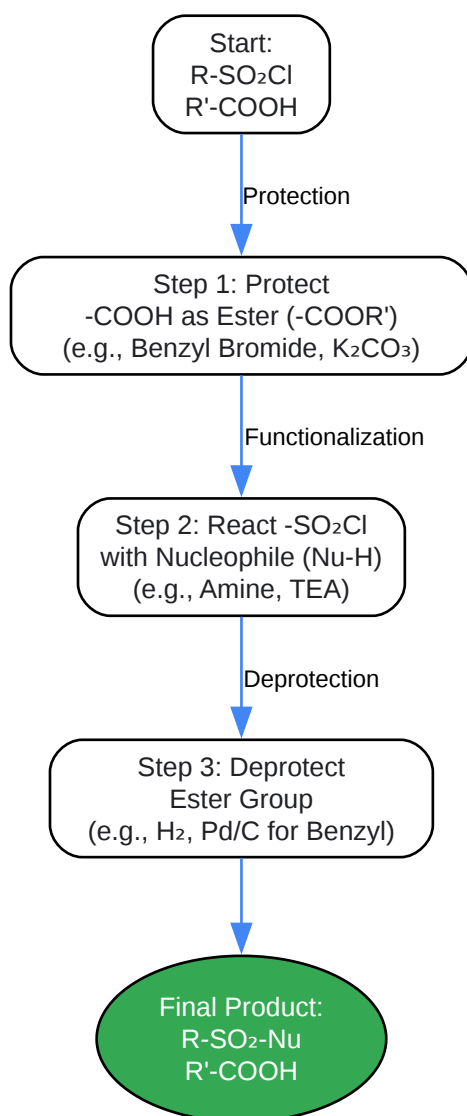 Start:
R-SO₂Cl
R'-COOH
Protection
Step 1: Protect
-COOH as Ester (-COOR')
(e.g., Benzyl Bromide, K₂CO₃)
Functionalization
Step 2: React -SO₂Cl
with Nucleophile (Nu-H)
(e.g., Amine, TEA)
Deprotection
Step 3: Deprotect
Ester Group
(e.g., H₂, Pd/C for Benzyl)
Final Product:
R-SO₂-Nu
R'-COOH